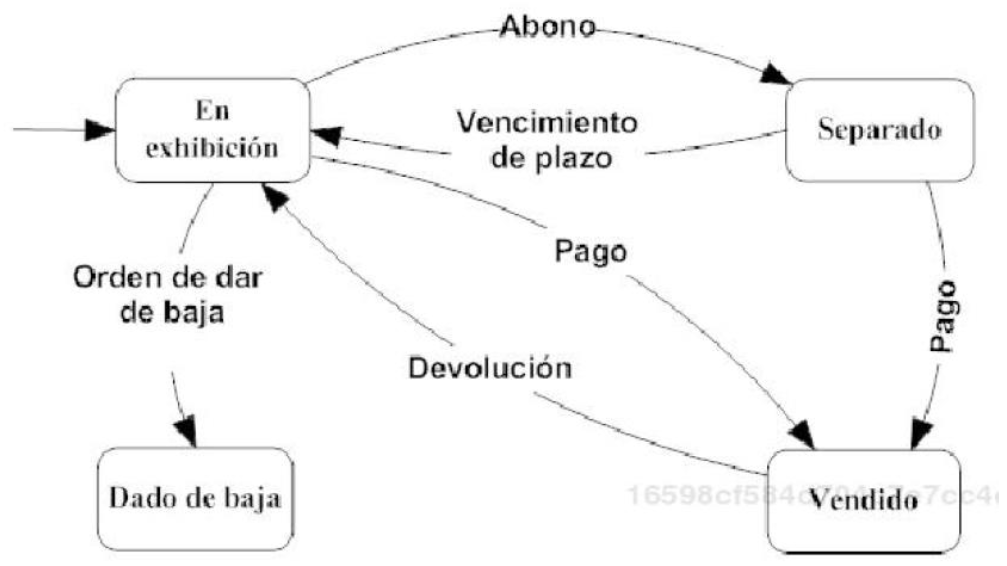 Abono
En
exhibición
Vencimiento
de plazo
Separado
Pago
Orden de dar
de baja
Pago
Devolución
Dado de baja
Vendido